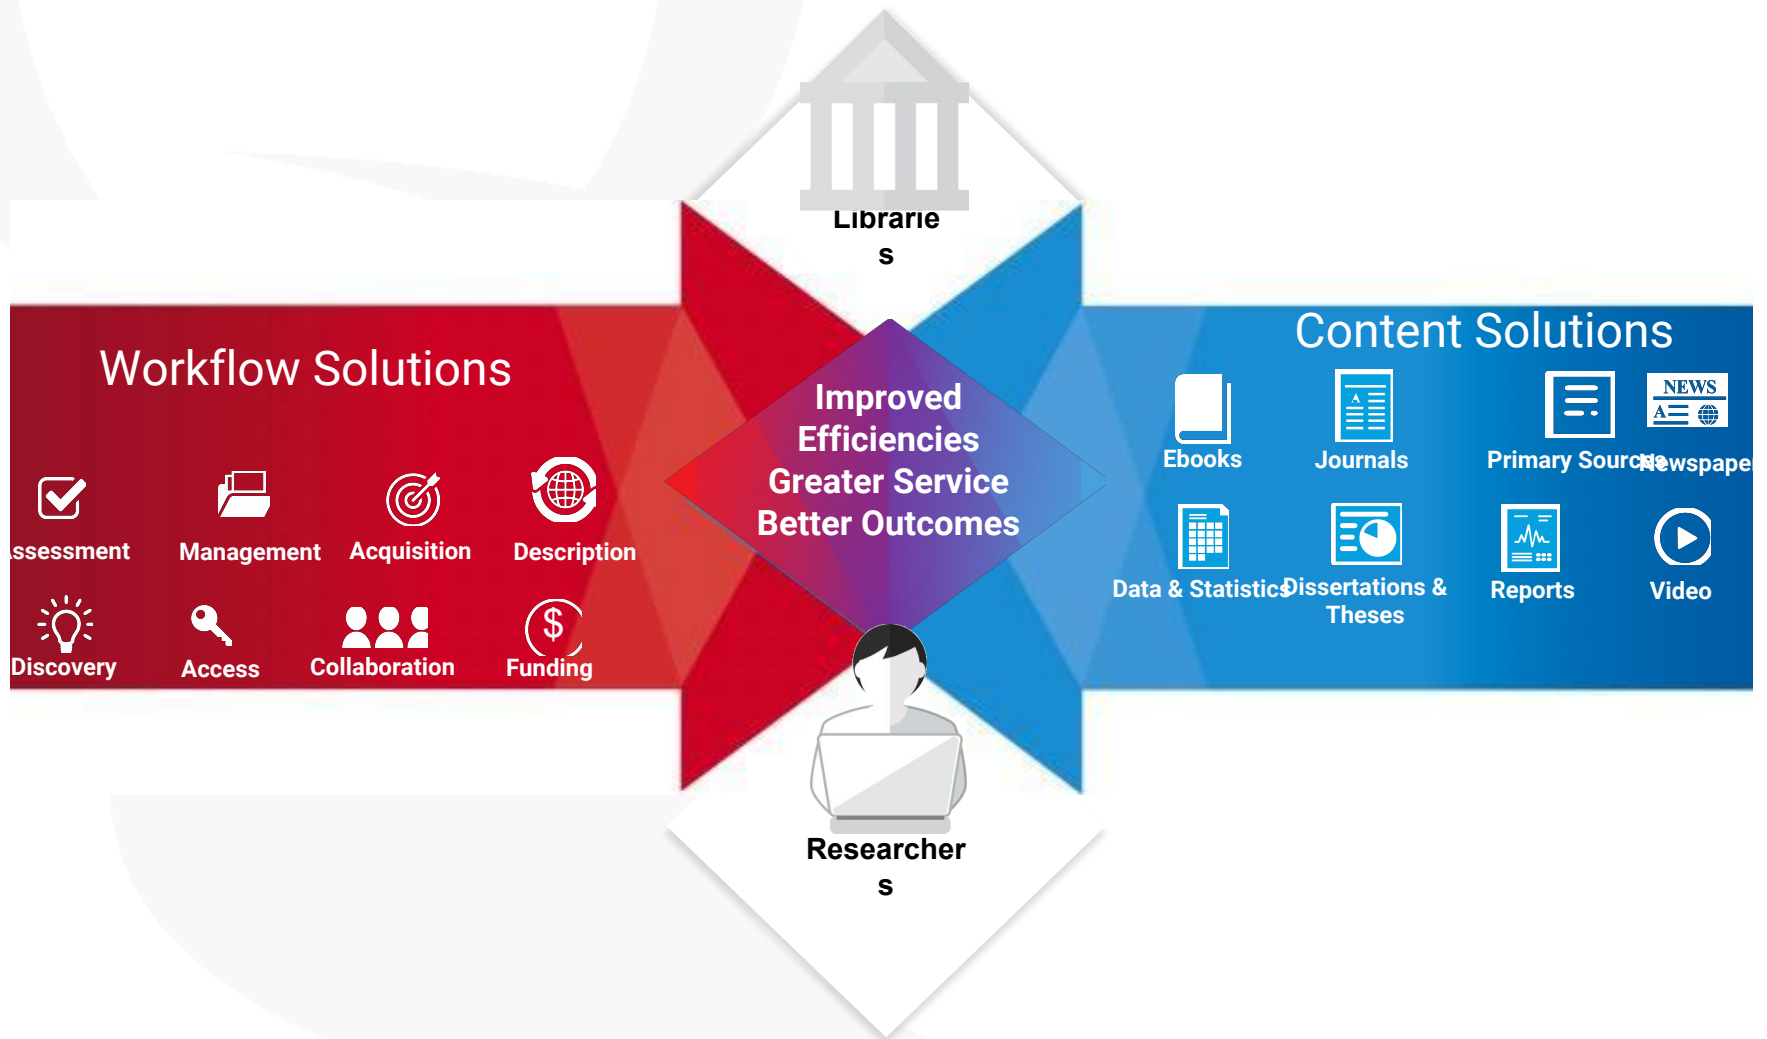 Librarie
s
Workflow Solutions
ssessment
Management
Acquisition
Description
Discovery
Access
Collaboration
$
Funding
Improved
Efficiencies
Greater Service
Better Outcomes
Content Solutions
A
NEWS
A
Ebooks
Journals
Primary Sources
Newspaper
Data & Statistics
Dissertations &
Theses
Reports
Video
Researcher
s